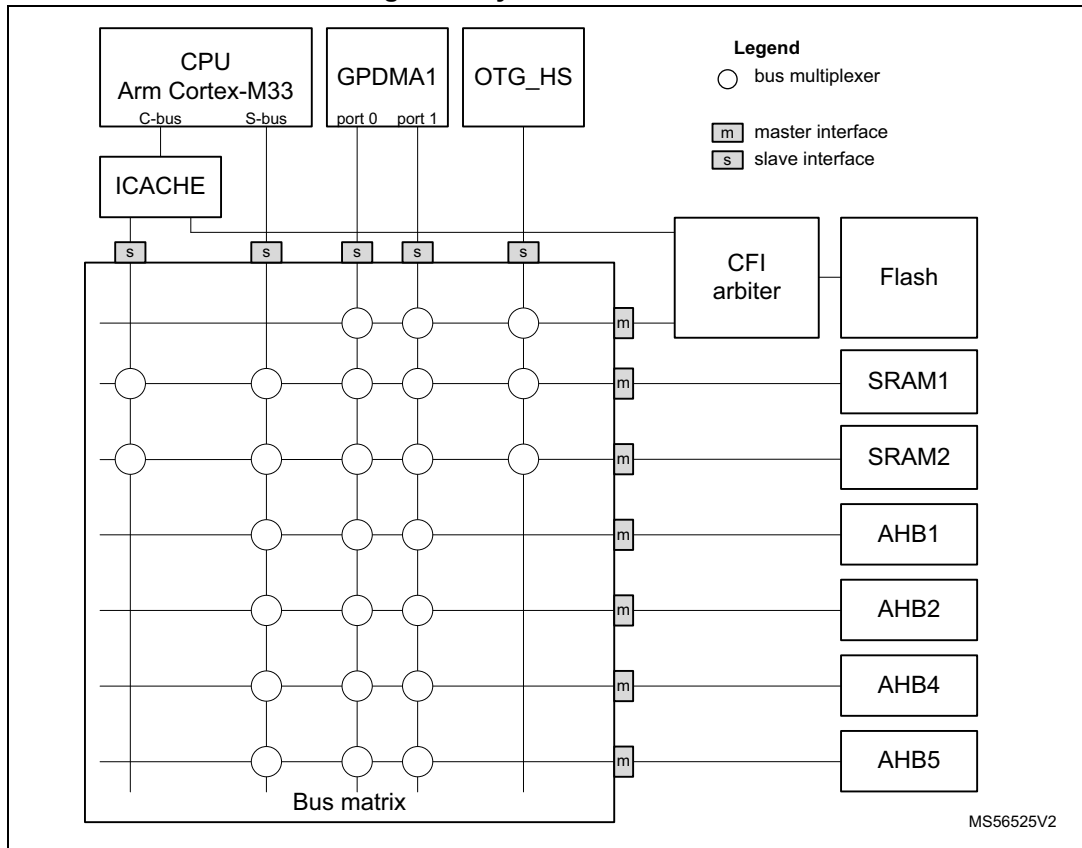 CPU
Arm Cortex-M33
C-bus S-bus
GPDMA1
port 0 port 1
OTG_HS
Legend
bus multiplexer
m master interface
s slave interface
ICACHE
s s s s s
CFI
arbiter
Flash
m
m
SRAM1
m
SRAM2
m
AHB1
m
AHB2
m
AHB4
m
AHB5
Bus matrix
MS56525V2